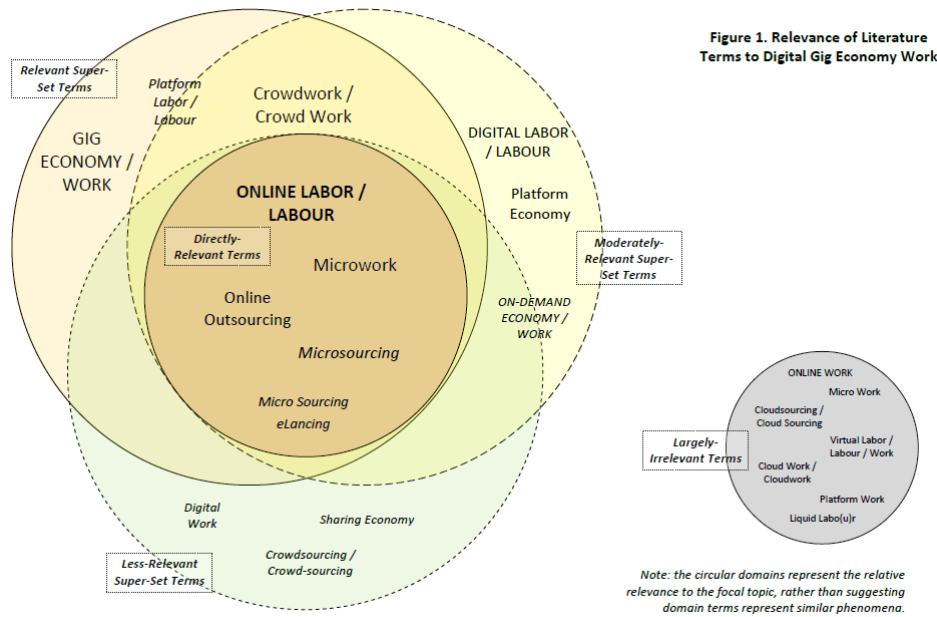 Figure 1. Relevance of Literature
Terms to Digital Gig Economy Work
Relevant Super-
Set Terms
Platform
Labor /
Labour
Crowdwork /
Crowd Work
GIG
ECONOMY /
WORK
DIGITAL LABOR
/ LABOUR
Platform
Economy
ONLINE LABOR /
LABOUR
Directly-
Relevant Terms
Moderately-
Relevant Super-
Set Terms
Microwork
Online
Outsourcing
ON-DEMAND
ECONOMY /
WORK
Microsourcing
Micro Sourcing
eLancing
Digital
Work
Sharing Economy
Crowdsourcing /
Crowd-sourcing
Less-Relevant
Super-Set Terms
ONLINE WORK
Micro Work
Cloudsourcing /
Cloud Sourcing
Largely-
Irrelevant Terms
Virtual Labor /
Labour / Work
Cloud Work /
Cloudwork
Platform Work
Liquid Labo(u)r
Note: the circular domains represent the relative
relevance to the focal topic, rather than suggesting
domain terms represent similar phenomena.